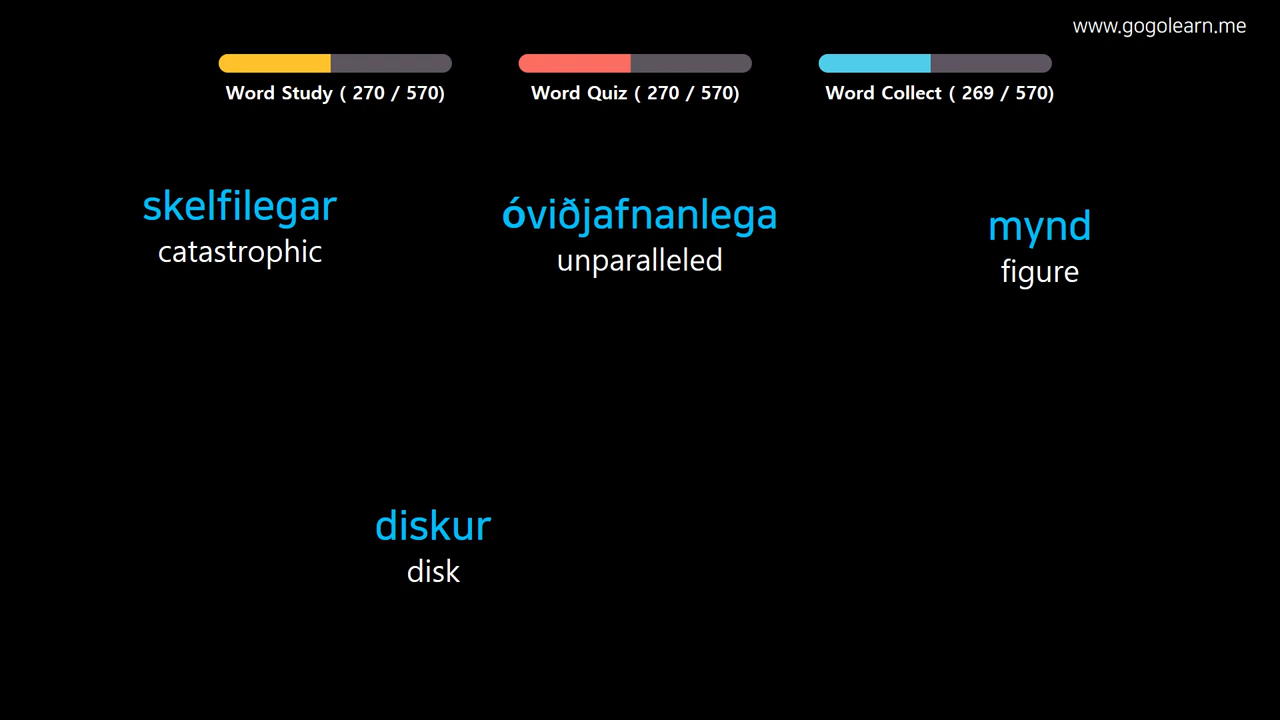 www.gogolearn.me
Word Study ( 270 / 570)
Word Quiz ( 270 / 570)
Word Collect ( 269 / 570)
skelfilegar
catastrophic
óviðjafnanlega
unparalleled
mynd
figure
diskur
disk